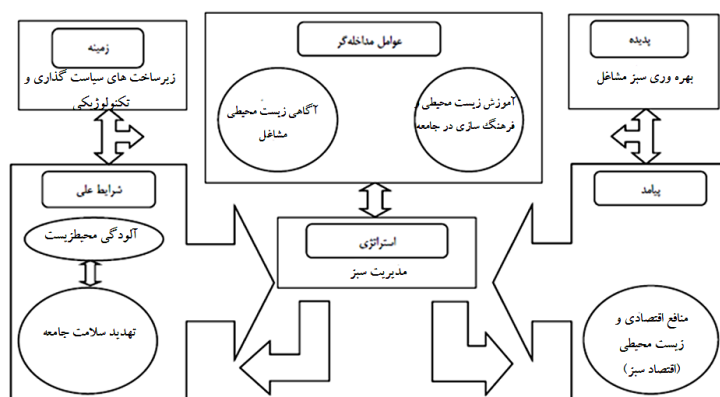 پدیده
بهره وری سبز مشاغل
عوامل مداخله‌گر
آموزش زیست محیطی و
فرهنگ سازی در جامعه
آگاهی زیست محیطی
مشاغل
زمینه
زیرساخت های سیاست گذاری و
تکنولوژیکی
پیامد
منافع اقتصادی و
زیست محیطی
(اقتصاد سبز)
استراتژی
مدیریت سبز
شرایط علی
آلودگی محیطزیست
تهدید سلامت جامعه